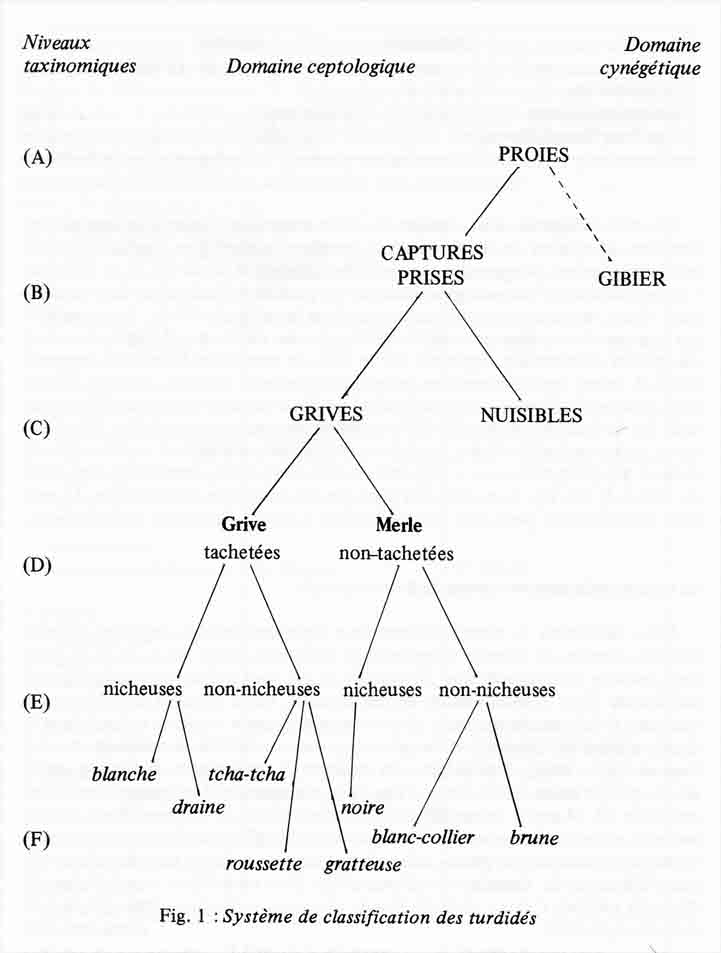 Niveaux
taxinomiques
Domaine ceptologique
Domaine
cynégétique
(A)
PROIES
CAPTURES
(B)
PRISES
GIBIER
(C)
GRIVES
NUISIBLES
Grive
Merle
(D)
tachetées
non-tachetées
(E)
nicheuses
non-nicheuses
nicheuses
non-nicheuses
blanche
tcha-tcha
draine
noire
(F)
blanc-collier
brune
roussette
gratteuse
Fig. 1 : Système de classification des turdidés